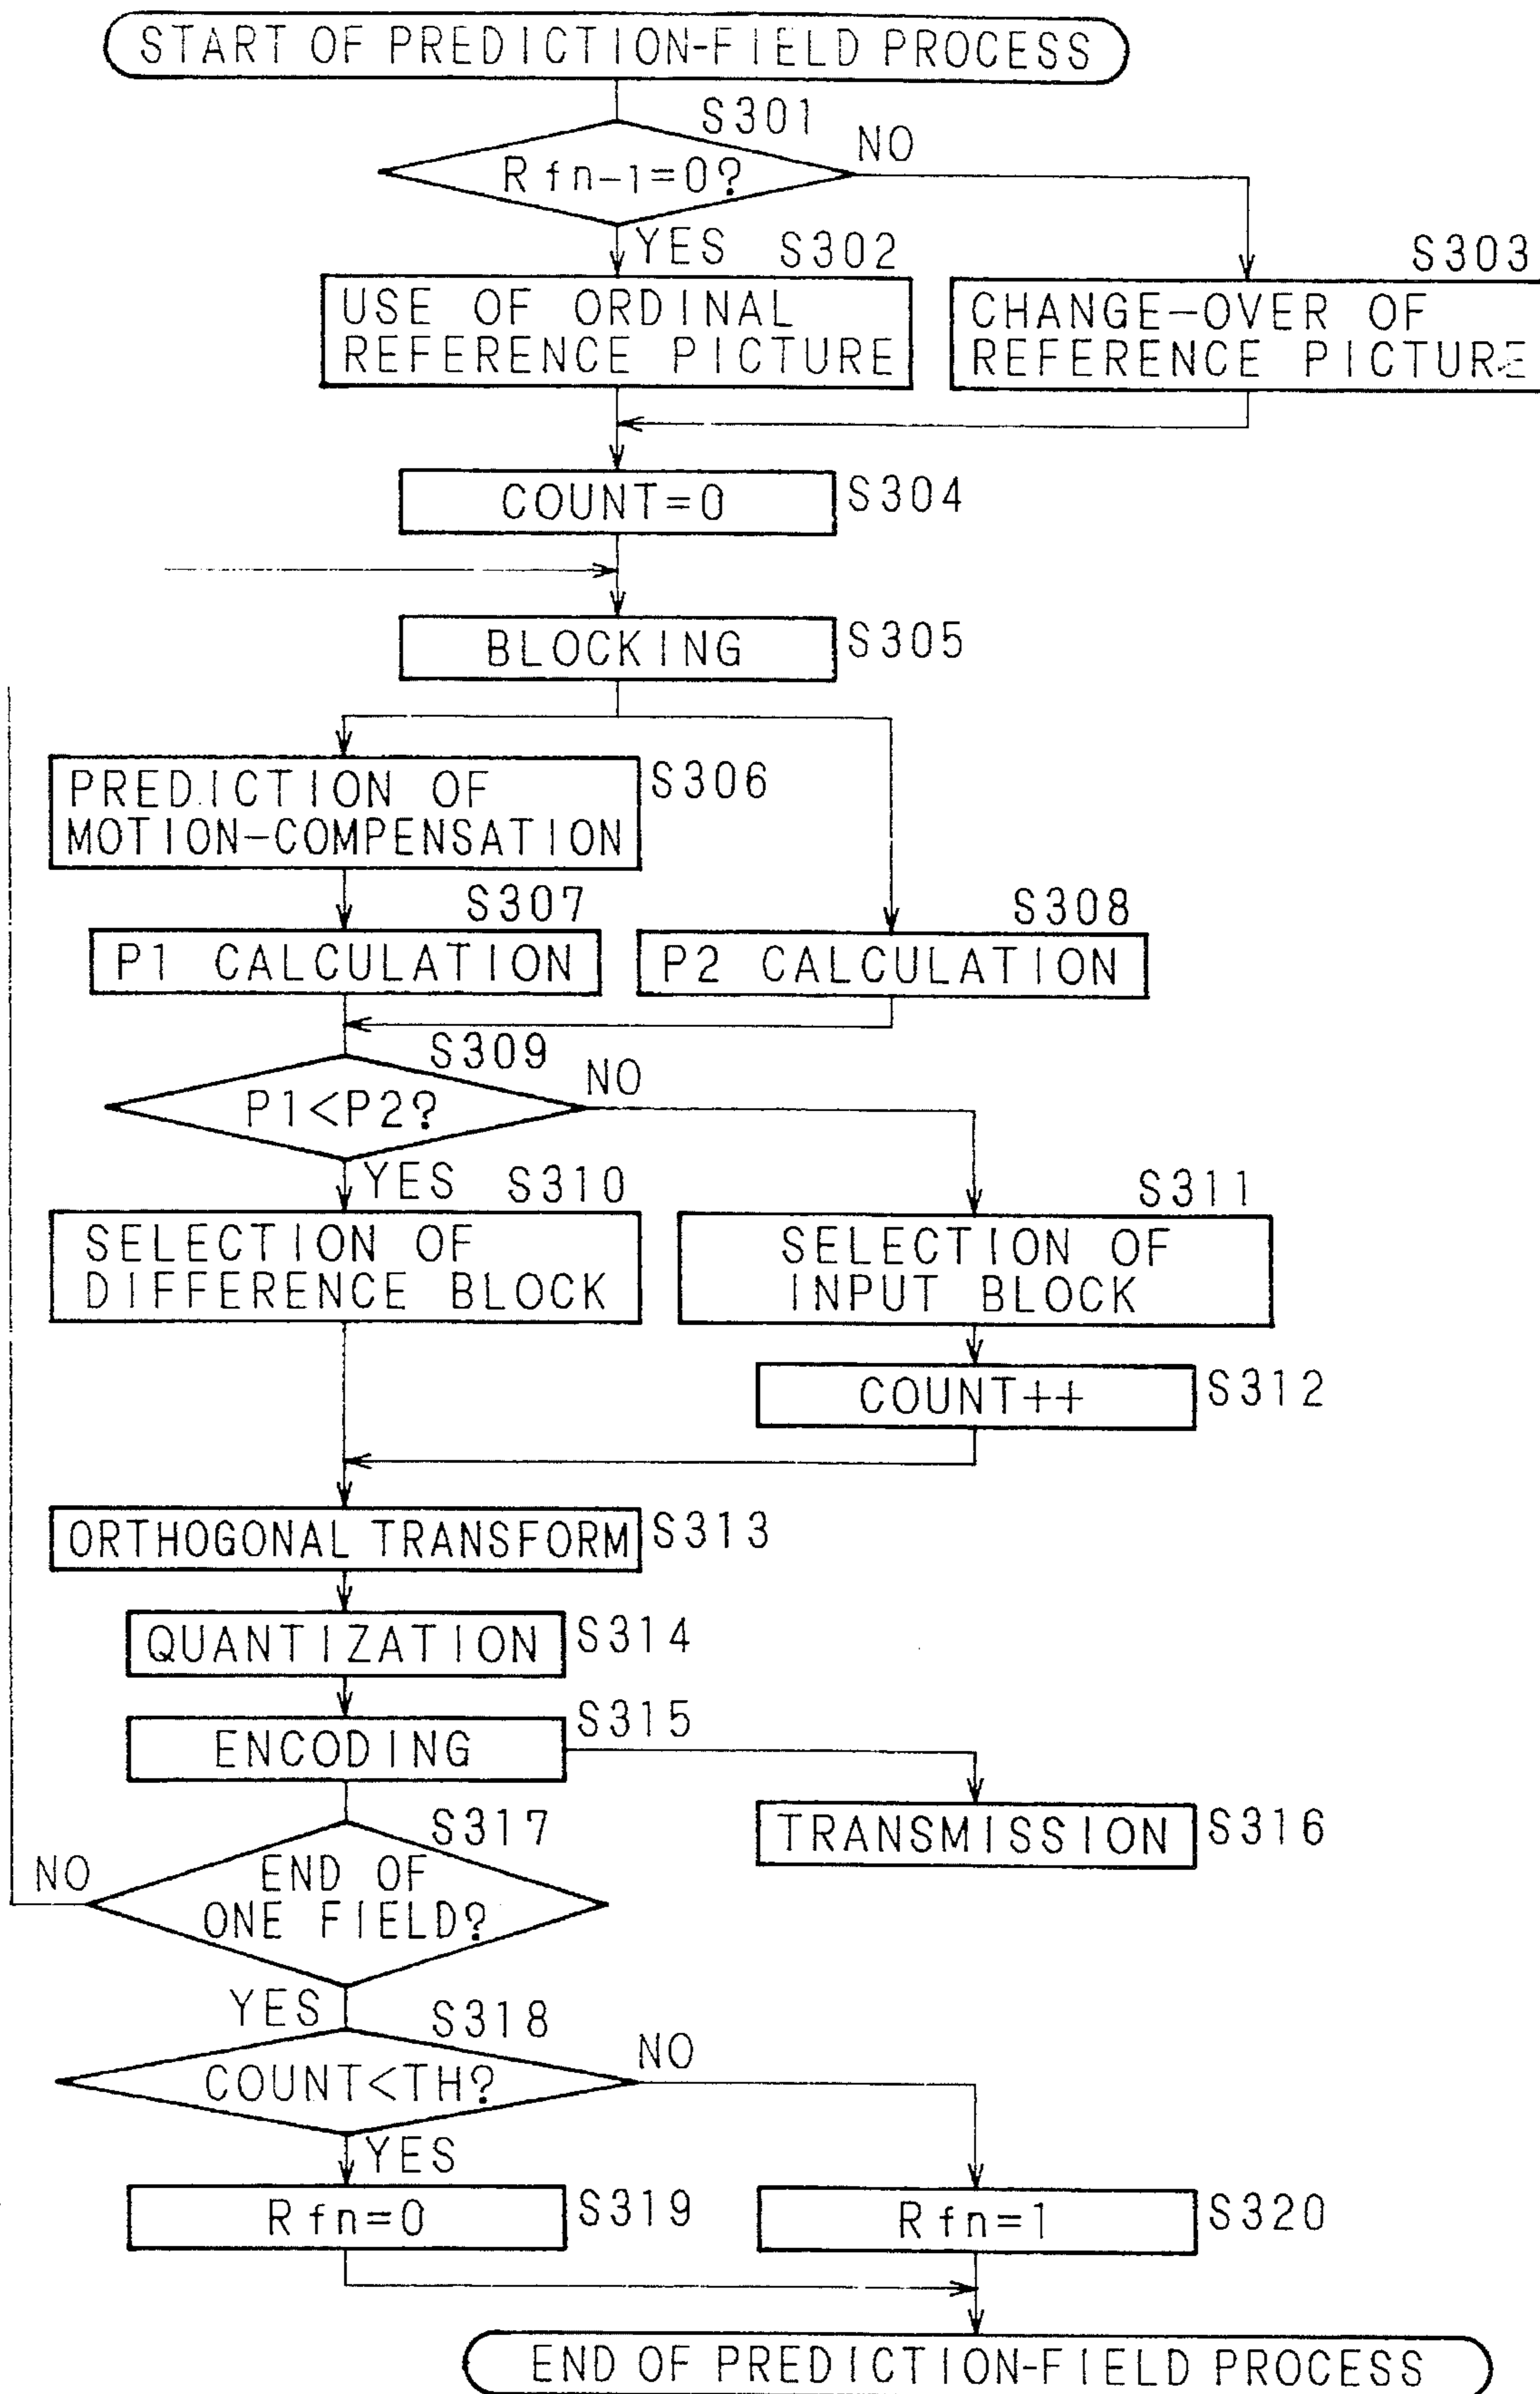 START OF PREDICTION-FIELD PROCESS
S301
Rfn-1=0?
NO
YES
S302
S303
USE OF ORDINAL
REFERENCE PICTURE
CHANGE-OVER OF
REFERENCE PICTURE
COUNT=0
S304
BLOCKING
S305
PREDICTION OF
MOTION-COMPENSATION
S306
S307
S308
P1 CALCULATION
P2 CALCULATION
S309
P1<P2?
NO
YES
S310
S311
SELECTION OF
DIFFERENCE BLOCK
SELECTION OF
INPUT BLOCK
COUNT++
S312
ORTHOGONAL TRANSFORM
S313
QUANTIZATION
S314
ENCODING
S315
TRANSMISSION
S316
S317
END OF
ONE FIELD?
NO
YES
S318
COUNT<TH?
NO
YES
Rfn=0
S319
Rfn=1
S320
END OF PREDICTION-FIELD PROCESS